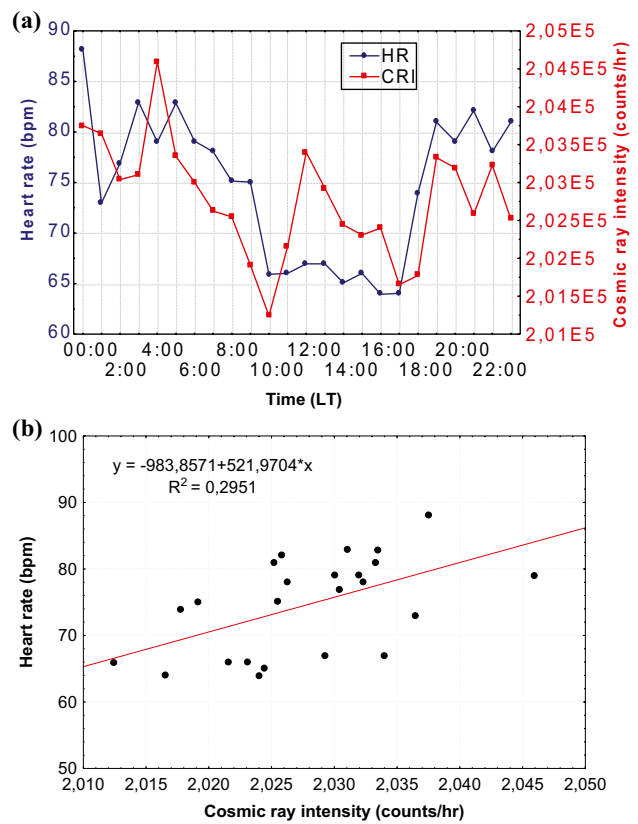 (a)
90
85
80
75
70
65
60
Heart rate (bpm)
HR
CRI
2,05E5
2,045E5
2,04E5
2,035E5
2,03E5
2,025E5
2,02E5
2,015E5
2,01E5
Cosmic ray intensity (counts/hr)
00:00 4:00 8:00 12:00 16:00 20:00
2:00 6:00 10:00 14:00 18:00 22:00
Time (LT)
(b)
100
90
80
70
60
50
Heart rate (bpm)
y = -983,8571+521,9704*x
R² = 0,2951
2,010 2,015 2,020 2,025 2,030 2,035 2,040 2,045 2,050
Cosmic ray intensity (counts/hr)